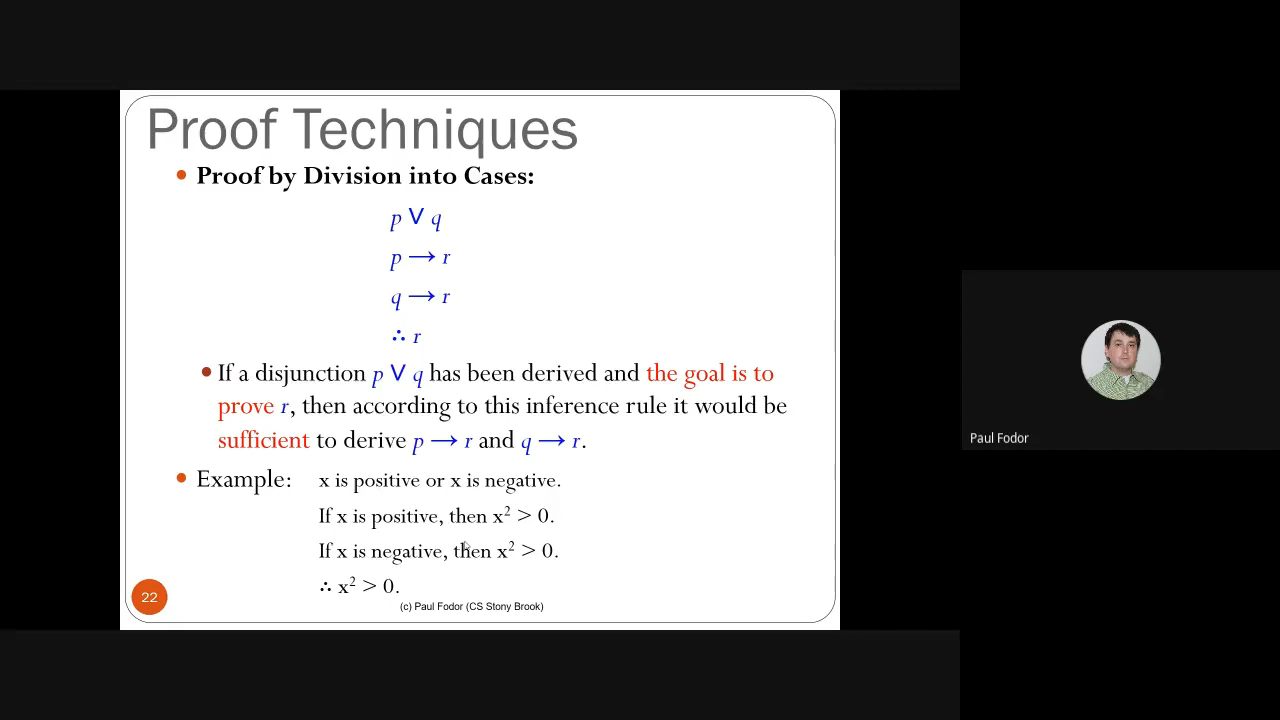 Proof Techniques
• Proof by Division into Cases:
p ∨ q
p → r
q → r
∴ r
• If a disjunction p ∨ q has been derived and the goal is to
prove r, then according to this inference rule it would be
sufficient to derive p → r and q → r.
• Example: x is positive or x is negative.
If x is positive, then x² > 0.
If x is negative, then x² > 0.
∴ x² > 0.
22
(c) Paul Fodor (CS Stony Brook)
Paul Fodor